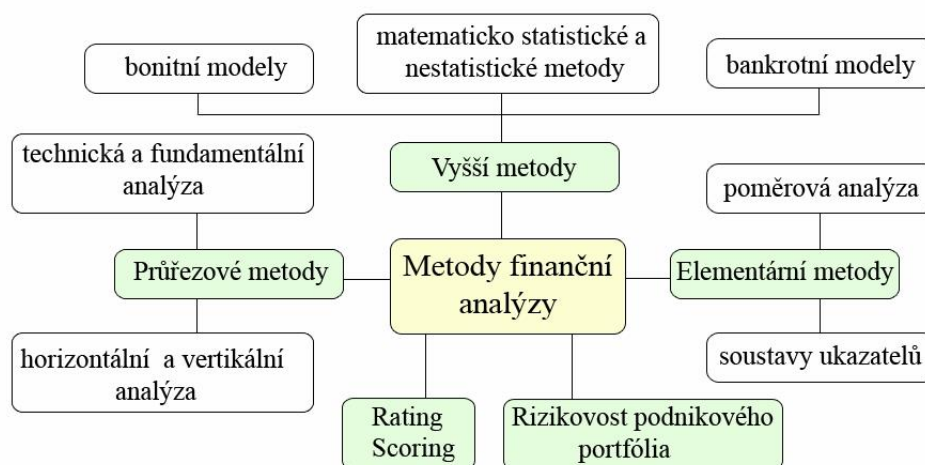 matematicko statistické a
nestatistické metody
bonitní modely
bankrotní modely
technická a fundamentální
analýza
Vyšší metody
poměrová analýza
Průřezové metody
Metody finanční
analýzy
Elementární metody
horizontální a vertikální
analýza
soustavy ukazatelů
Rating
Scoring
Rizikovost podnikového
portfólia